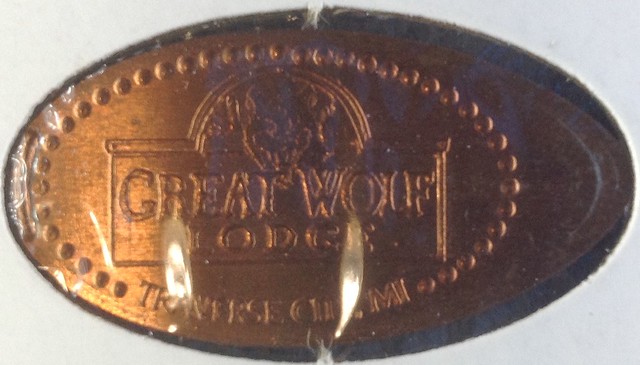 GREAT WOLF
LODGE
TRAVERSE CITY, MI